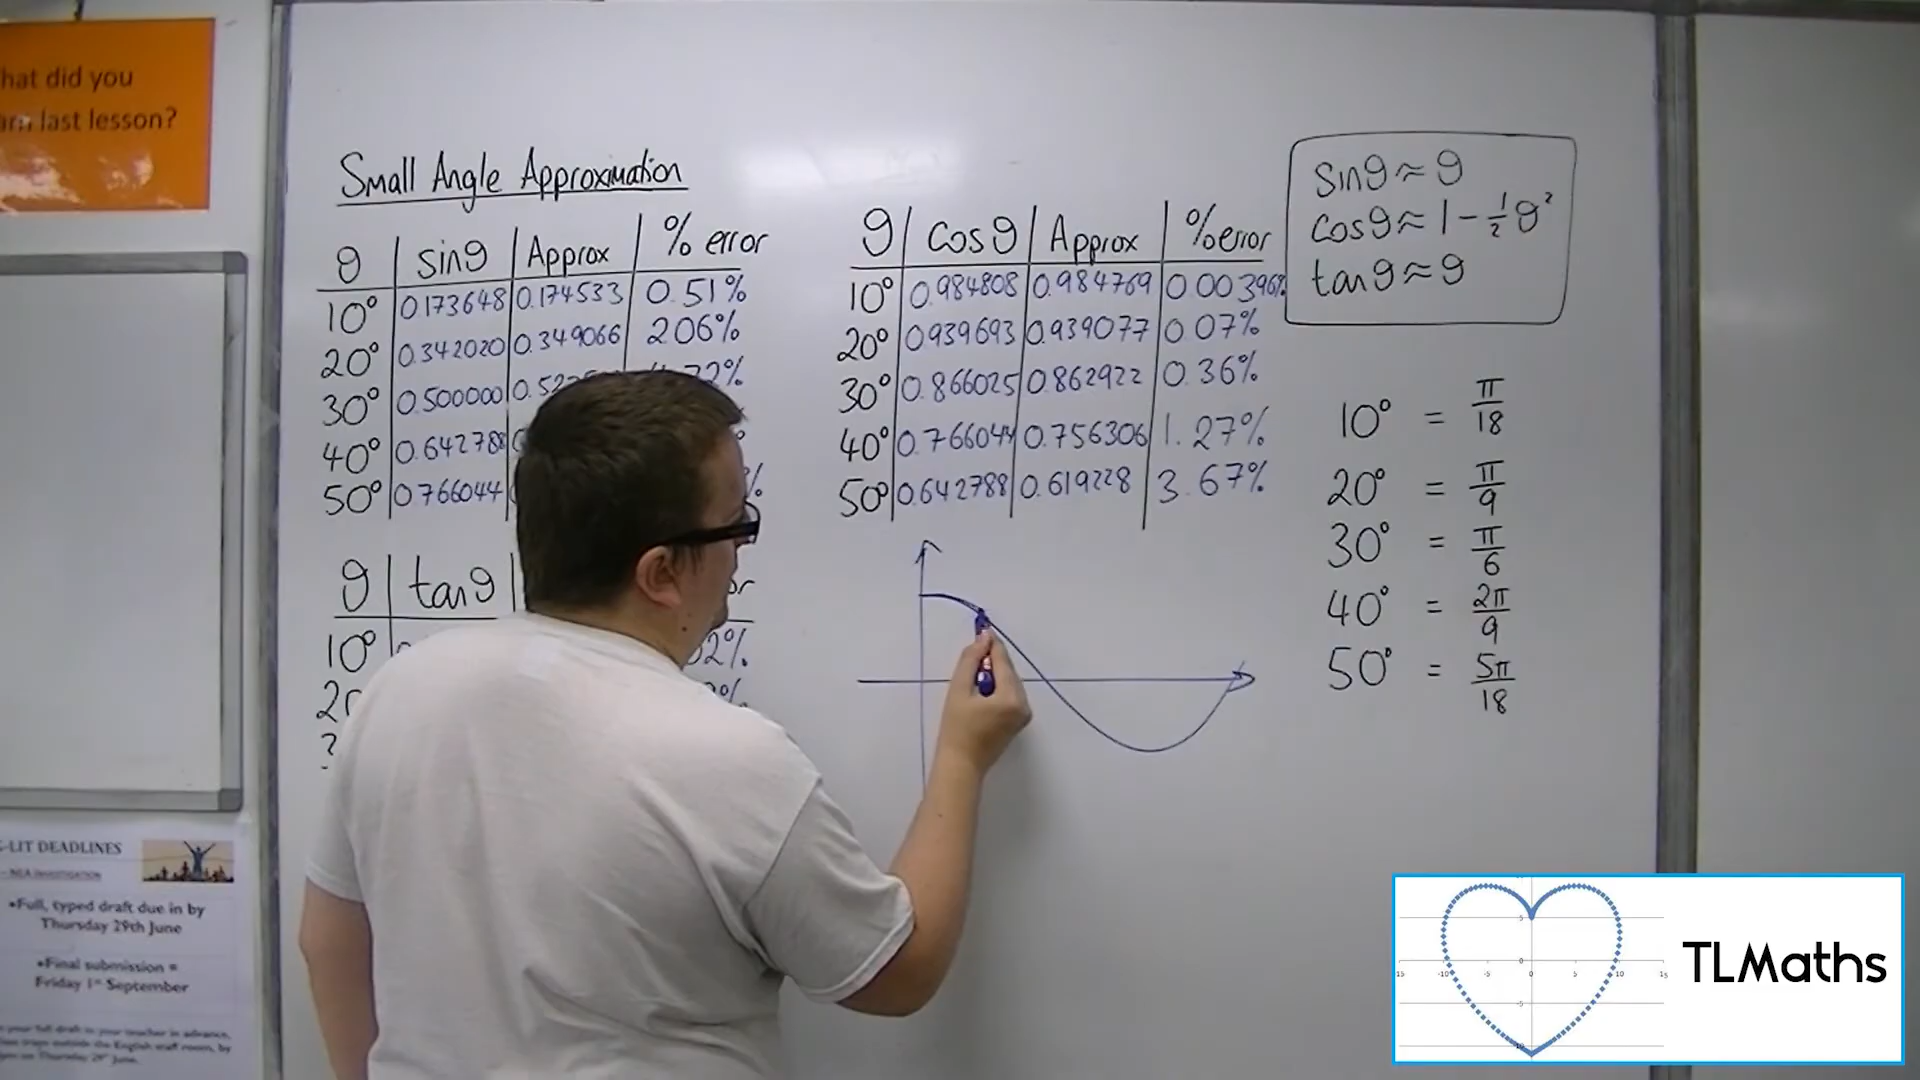 hat did you
last lesson?
Small Angle Approximation
θ sinθ Approx % error
10° 0.173648 0.174533 0.51%
20° 0.342020 0.349066 2.06%
30° 0.500000
40° 0.642788
50° 0.766044
θ tanθ
10°
θ cosθ Approx % error
10° 0.984808 0.984769 0.00396%
20° 0.939693 0.939077 0.07%
30° 0.866025 0.862922 0.36%
40° 0.766044 0.756306 1.27%
50° 0.642788 0.619228 3.67%
sinθ ≈ θ
cosθ ≈ 1 - ½θ²
tanθ ≈ θ
10° = π/18
20° = π/9
30° = π/6
40° = 2π/9
50° = 5π/18
-LIT DEADLINES
- NEA INVESTIGATION
•Full, typed draft due in by
Thursday 29th June
•Final submission =
Friday 1st September
TLMaths